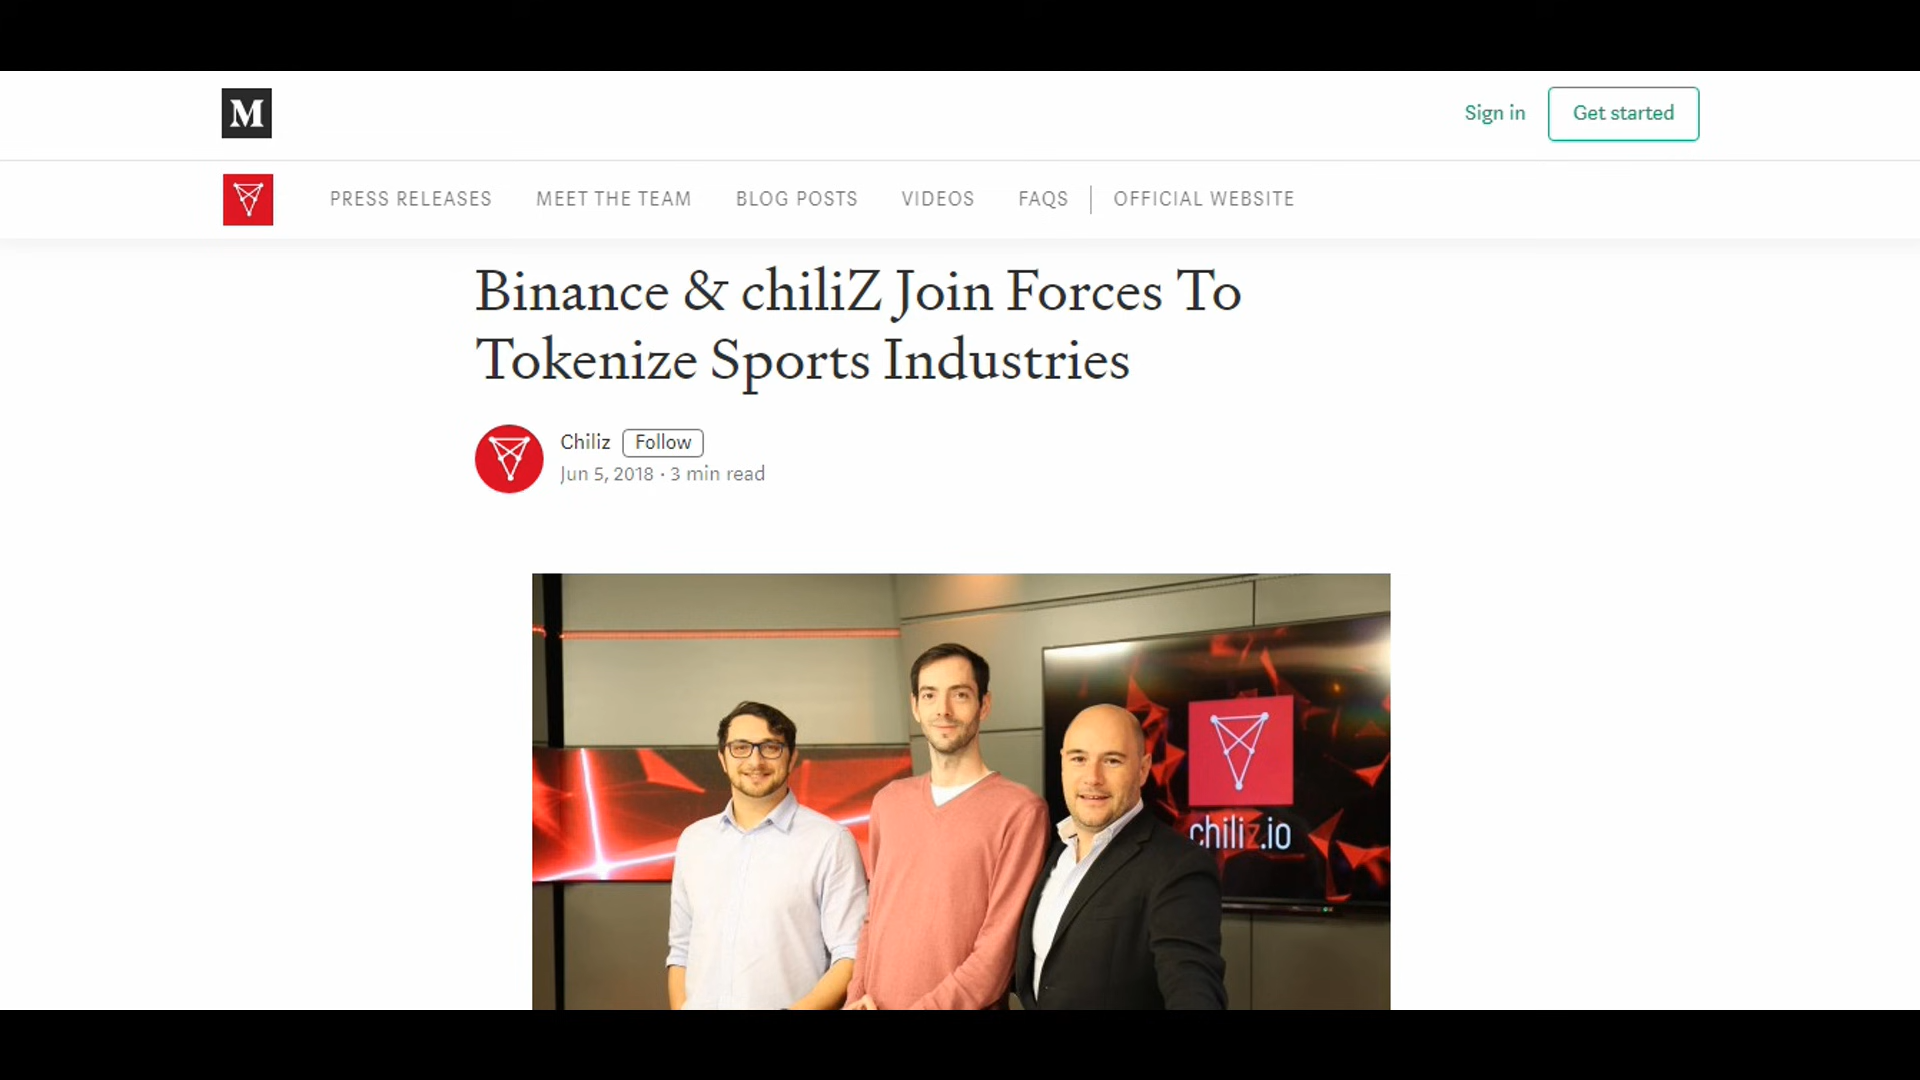 M
Sign in
Get started
PRESS RELEASES
MEET THE TEAM
BLOG POSTS
VIDEOS
FAQS
OFFICIAL WEBSITE
Binance & chiliZ Join Forces To
Tokenize Sports Industries
Chiliz Follow
Jun 5, 2018 · 3 min read
chiliz.io